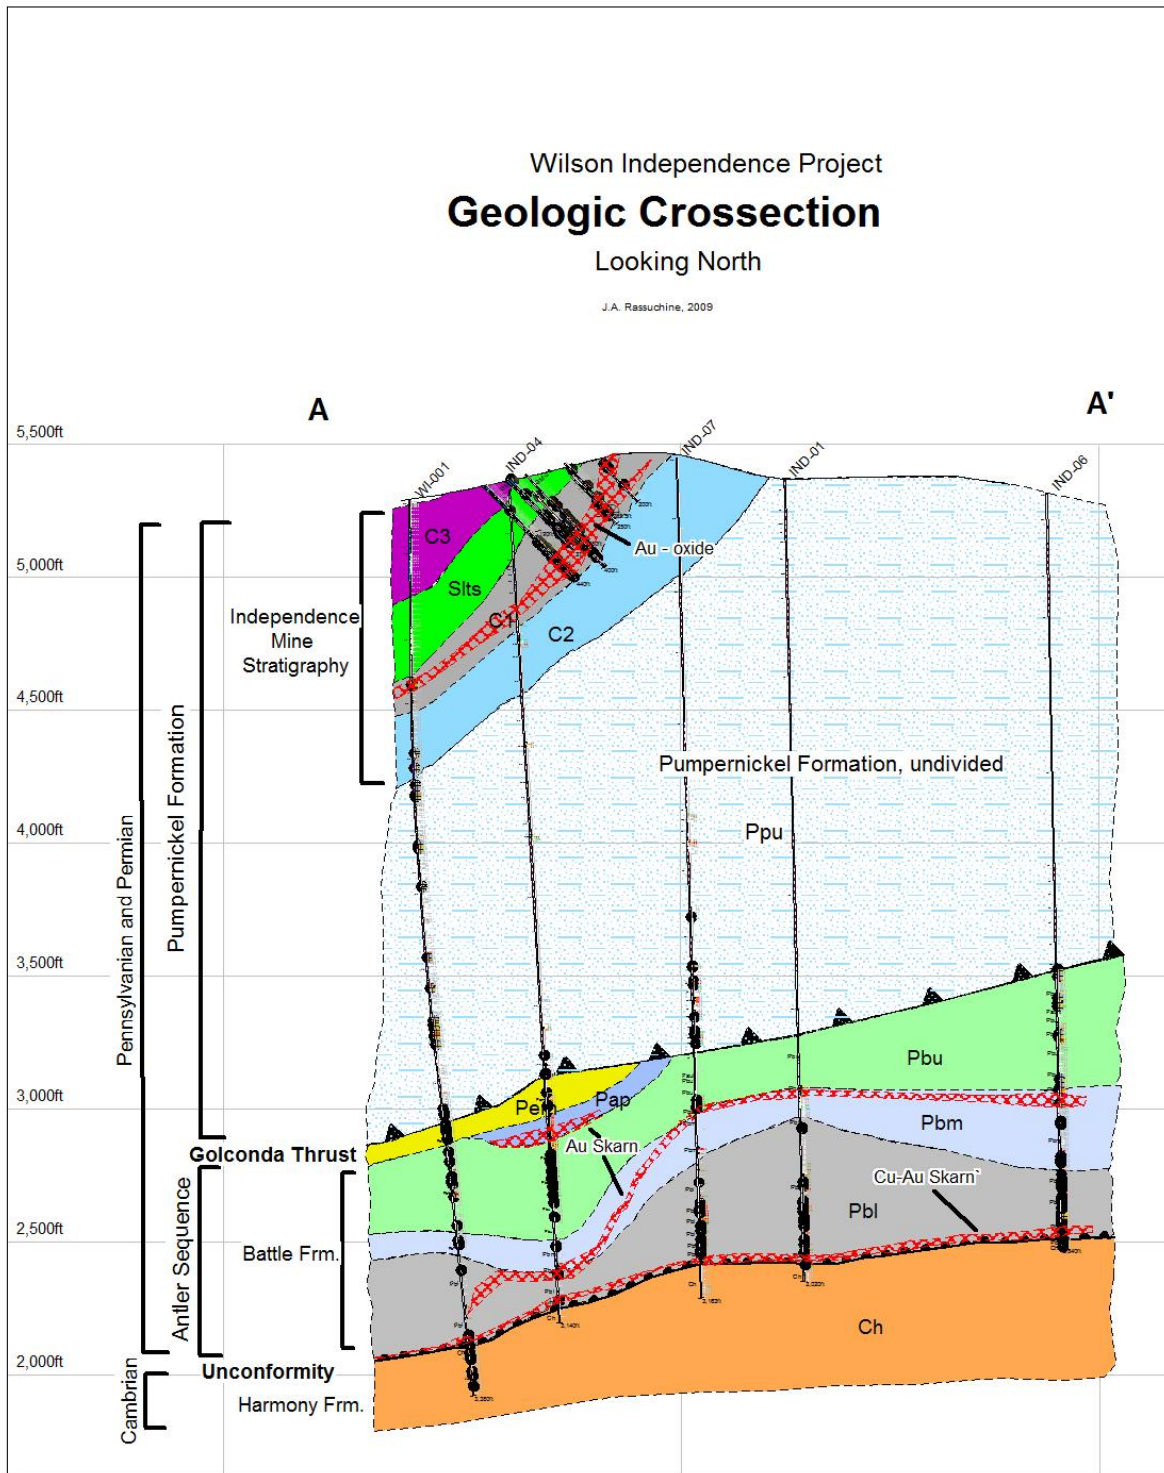 Wilson Independence Project
Geologic Crossection
Looking North
J.A. Rassuchine, 2009
A
A'
5,500ft
5,000ft
4,500ft
4,000ft
3,500ft
3,000ft
2,500ft
2,000ft
WI-001
IND-04
IND-07
IND-01
IND-06
C3
Slts
C1
C2
Au - oxide
Independence
Mine
Stratigraphy
Pumpernickel Formation
Pennsylvanian and Permian
Pumpernickel Formation, undivided
Ppu
Pem
Pap
Pbu
Pbm
Au Skarn
Cu-Au Skarn`
Pbl
Golconda Thrust
Antler Sequence
Battle Frm.
Ch
Unconformity
Cambrian
Harmony Frm.